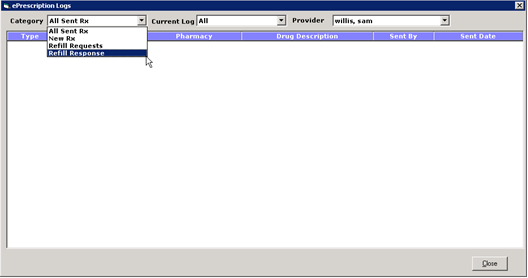 ePrescription Logs
Category All Sent Rx Current Log All Provider willis, sam
All Sent Rx
New Rx
Refill Requests
Refill Response
Type Pharmacy Drug Description Sent By Sent Date
Close